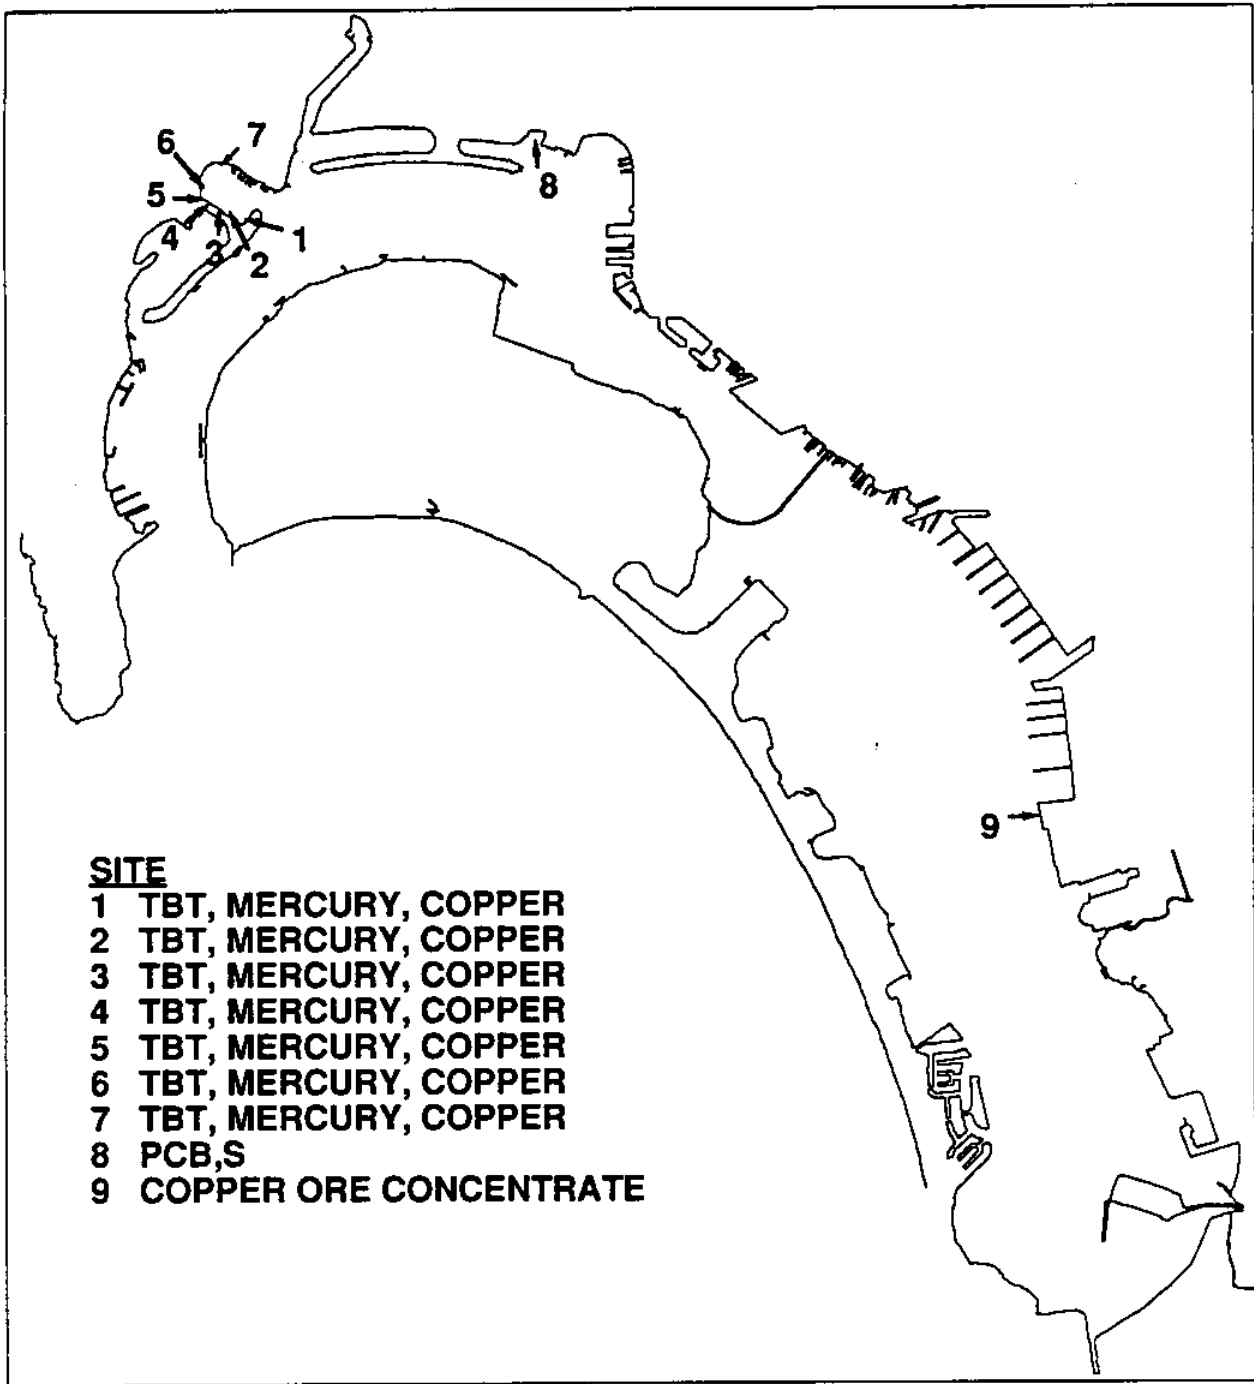 7
6
5
8
4
3
1
2
9
SITE
1 TBT, MERCURY, COPPER
2 TBT, MERCURY, COPPER
3 TBT, MERCURY, COPPER
4 TBT, MERCURY, COPPER
5 TBT, MERCURY, COPPER
6 TBT, MERCURY, COPPER
7 TBT, MERCURY, COPPER
8 PCB,S
9 COPPER ORE CONCENTRATE